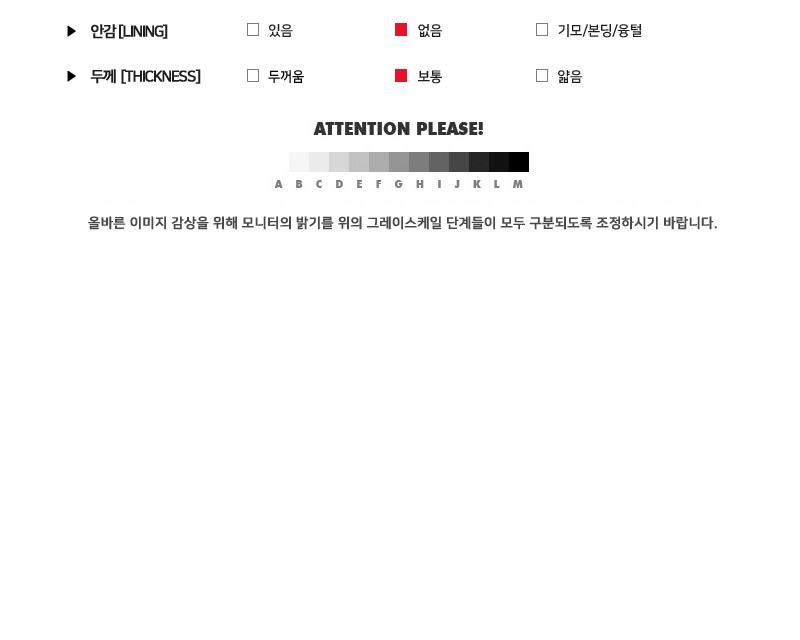 ▶ 안감 [LINING] □ 있음 ■ 없음 □ 기모/본딩/융털
▶ 두께 [THICKNESS] □ 두꺼움 ■ 보통 □ 얇음
ATTENTION PLEASE!
A B C D E F G H I J K L M
올바른 이미지 감상을 위해 모니터의 밝기를 위의 그레이스케일 단계들이 모두 구분되도록 조정하시기 바랍니다.